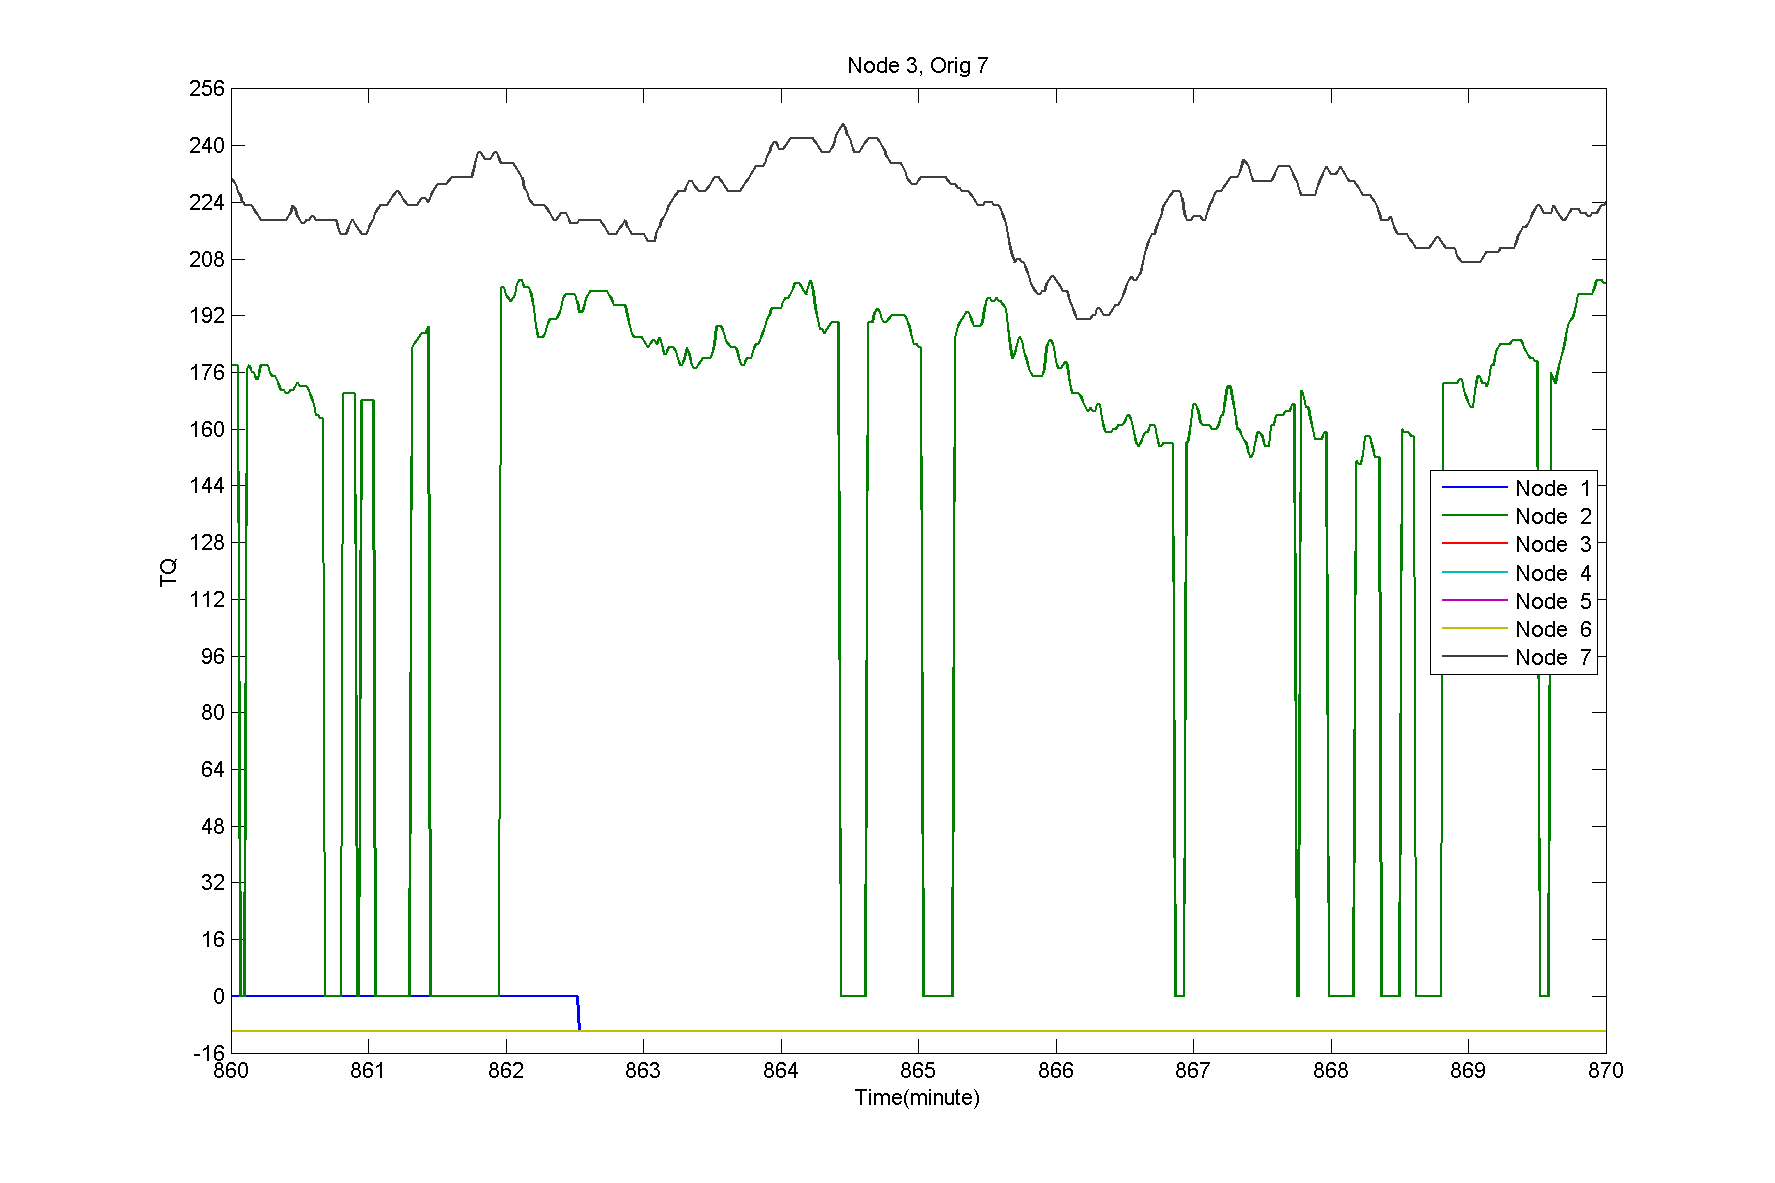 Node 3, Orig 7
256
240
224
208
192
176
160
144
128
112
96
80
64
48
32
16
0
-16
TQ
Node 1
Node 2
Node 3
Node 4
Node 5
Node 6
Node 7
860 861 862 863 864 865 866 867 868 869 870
Time(minute)